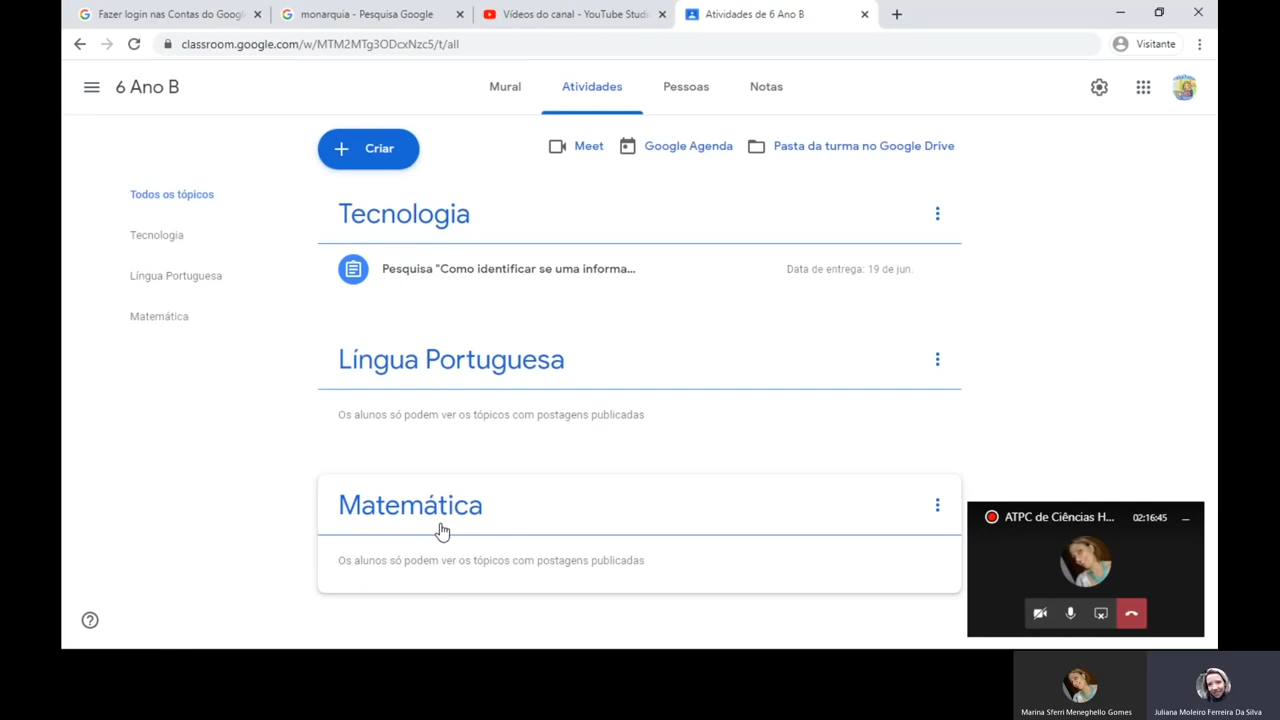 Fazer login nas Contas do Googl
monarquia - Pesquisa Google
Vídeos do canal - YouTube Studi
Atividades de 6 Ano B
classroom.google.com/w/MTM2MTg3ODcxNzc5/t/all
Visitante
6 Ano B
Mural
Atividades
Pessoas
Notas
Criar
Meet
Google Agenda
Pasta da turma no Google Drive
Todos os tópicos
Tecnologia
Língua Portuguesa
Matemática
Tecnologia
Pesquisa "Como identificar se uma informa...
Data de entrega: 19 de jun.
Língua Portuguesa
Os alunos só podem ver os tópicos com postagens publicadas
Matemática
Os alunos só podem ver os tópicos com postagens publicadas
ATPC de Ciências H...
02:16:45
Marina Sferri Meneghello Gomes
Juliana Moleiro Ferreira Da Silva